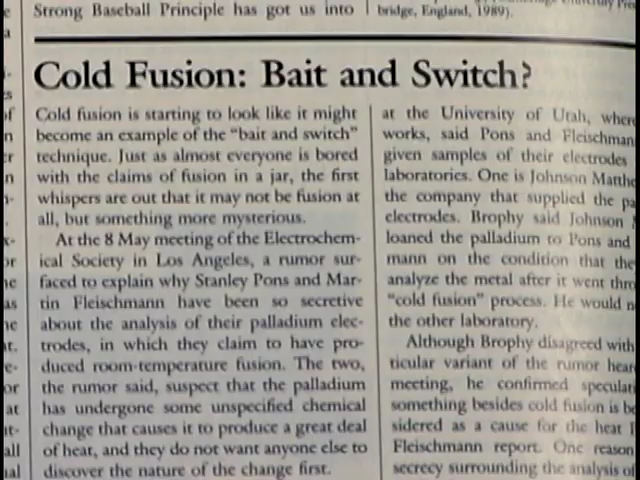 Strong Baseball Principle has got us into
bridge, England, 1989).
Cold Fusion: Bait and Switch?
Cold fusion is starting to look like it might
become an example of the “bait and switch”
technique. Just as almost everyone is bored
with the claims of fusion in a jar, the first
whispers are out that it may not be fusion at
all, but something more mysterious.
At the 8 May meeting of the Electrochem-
ical Society in Los Angeles, a rumor sur-
faced to explain why Stanley Pons and Mar-
tin Fleischmann have been so secretive
about the analysis of their palladium elec-
trodes, in which they claim to have pro-
duced room-temperature fusion. The two,
the rumor said, suspect that the palladium
has undergone some unspecified chemical
change that causes it to produce a great deal
of heat, and they do not want anyone else to
discover the nature of the change first.
at the University of Utah, where
works, said Pons and Fleischman
given samples of their electrodes
laboratories. One is Johnson Matthe
the company that supplied the pa
electrodes. Brophy said Johnson
loaned the palladium to Pons and
mann on the condition that the
analyze the metal after it went thro
“cold fusion” process. He would n
the other laboratory.
Although Brophy disagreed with
ticular variant of the rumor hear
meeting, he confirmed speculat
something besides cold fusion is be
sidered as a cause for the heat
Fleischmann report. One reason
secrecy surrounding the analysis of